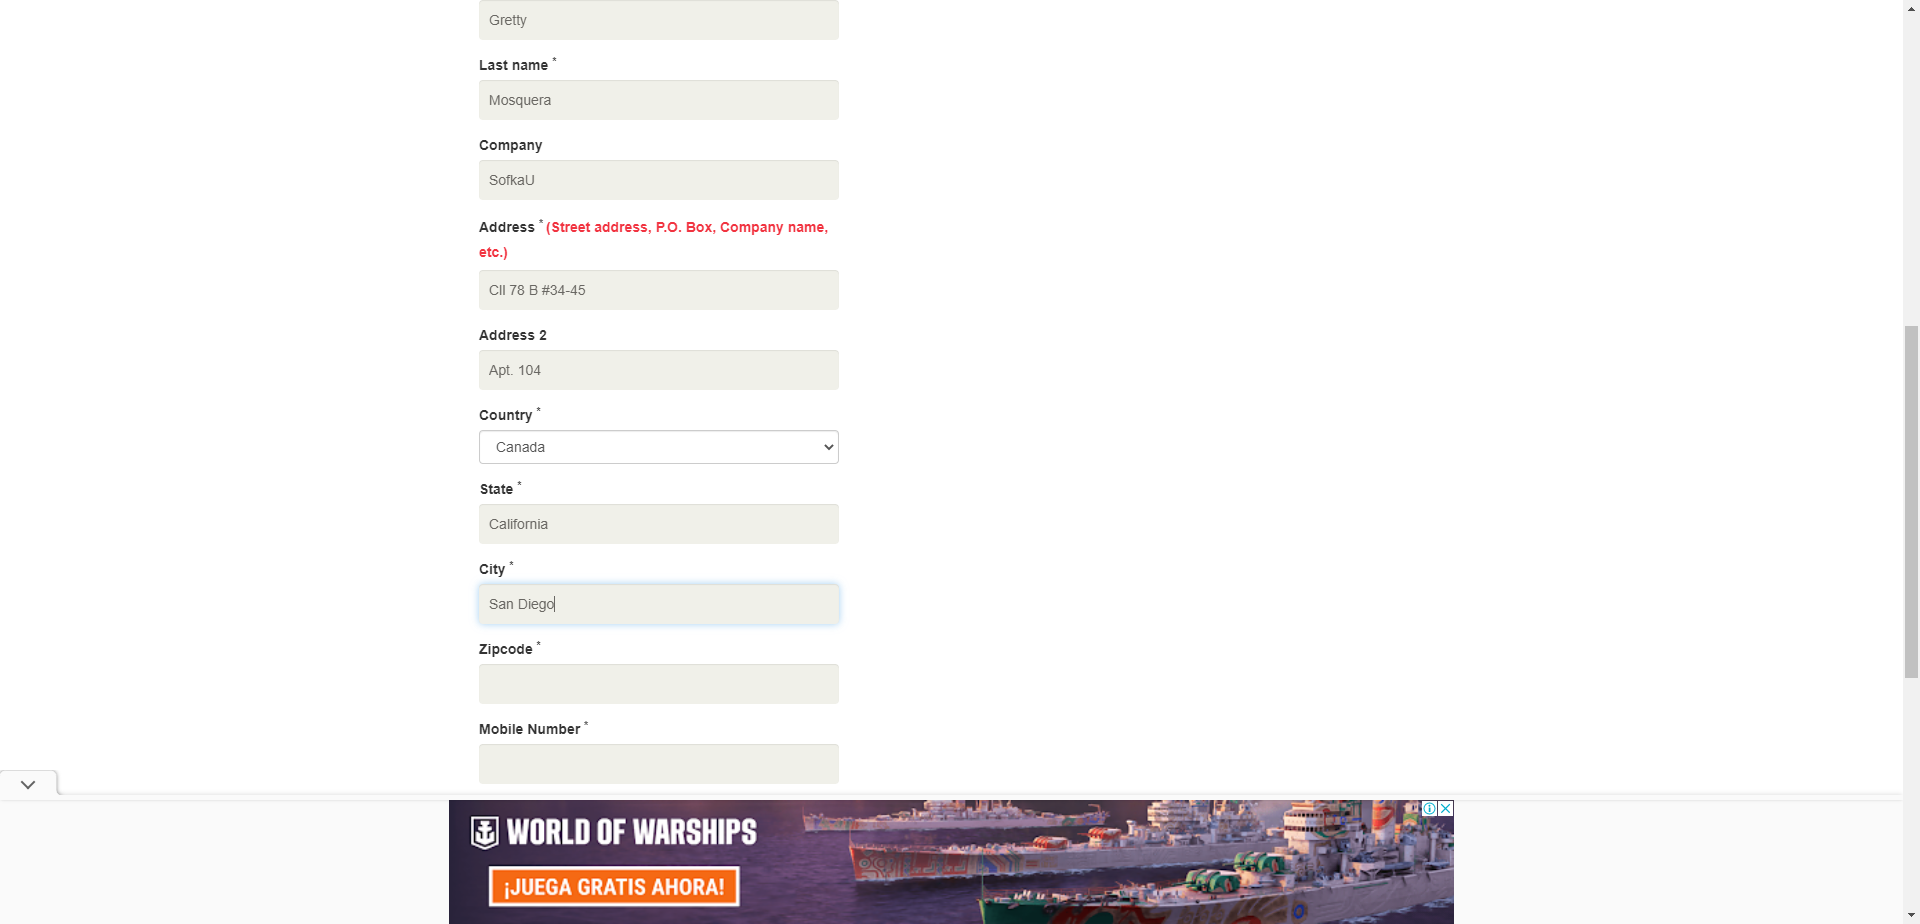 Gretty
Last name *
Mosquera
Company
SofkaU
Address * (Street address, P.O. Box, Company name,
etc.)
Cll 78 B #34-45
Address 2
Apt. 104
Country *
Canada
State *
California
City *
San Diego
Zipcode *
Mobile Number *
WORLD OF WARSHIPS
¡JUEGA GRATIS AHORA!